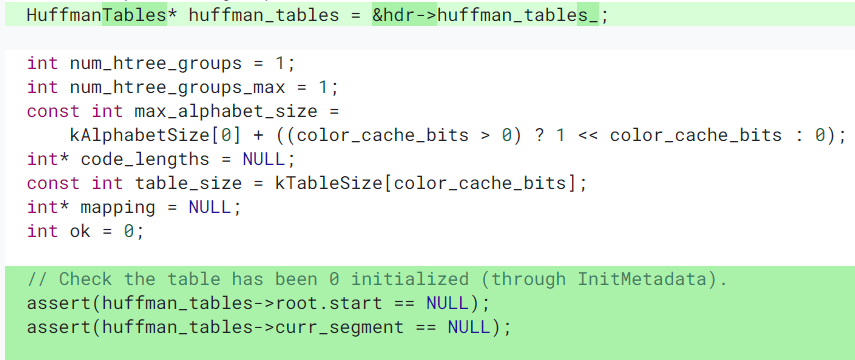 HuffmanTables* huffman_tables = &hdr->huffman_tables_;
int num_htree_groups = 1;
int num_htree_groups_max = 1;
const int max_alphabet_size =
kAlphabetSize[0] + ((color_cache_bits > 0) ? 1 << color_cache_bits : 0);
int* code_lengths = NULL;
const int table_size = kTableSize[color_cache_bits];
int* mapping = NULL;
int ok = 0;
// Check the table has been 0 initialized (through InitMetadata).
assert(huffman_tables->root.start == NULL);
assert(huffman_tables->curr_segment == NULL);